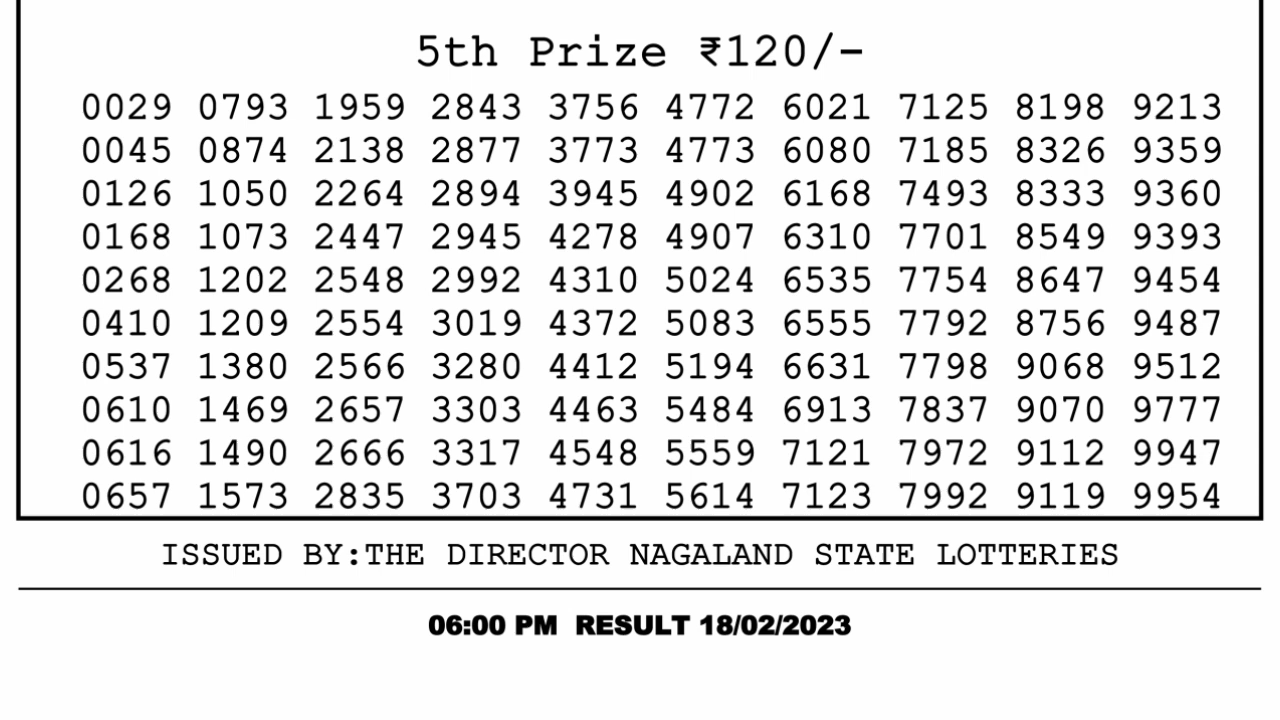 5th Prize ₹120/-
0029 0793 1959 2843 3756 4772 6021 7125 8198 9213
0045 0874 2138 2877 3773 4773 6080 7185 8326 9359
0126 1050 2264 2894 3945 4902 6168 7493 8333 9360
0168 1073 2447 2945 4278 4907 6310 7701 8549 9393
0268 1202 2548 2992 4310 5024 6535 7754 8647 9454
0410 1209 2554 3019 4372 5083 6555 7792 8756 9487
0537 1380 2566 3280 4412 5194 6631 7798 9068 9512
0610 1469 2657 3303 4463 5484 6913 7837 9070 9777
0616 1490 2666 3317 4548 5559 7121 7972 9112 9947
0657 1573 2835 3703 4731 5614 7123 7992 9119 9954
ISSUED BY:THE DIRECTOR NAGALAND STATE LOTTERIES
06:00 PM RESULT 18/02/2023